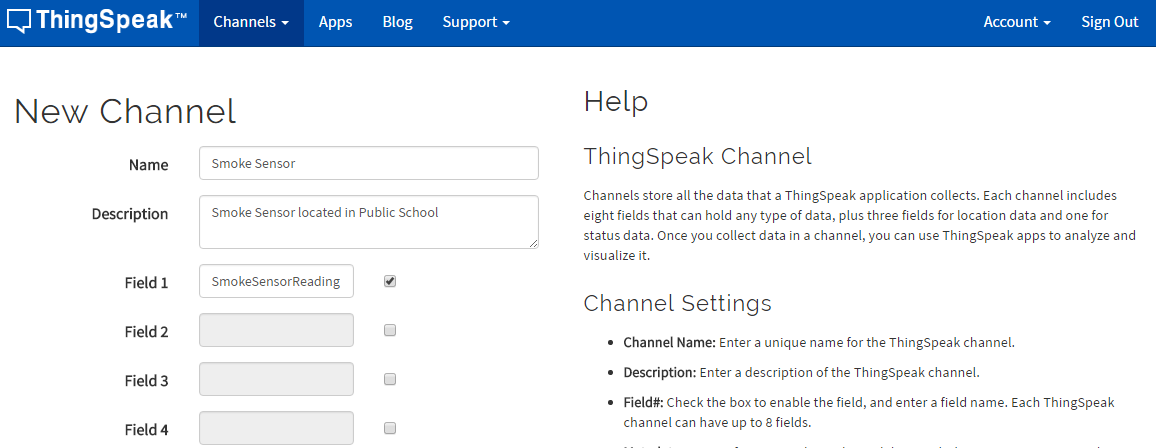 ThingSpeak™ Channels Apps Blog Support Account Sign Out
New Channel
Name Smoke Sensor
Description Smoke Sensor located in Public School
Field 1 SmokeSensorReading
Field 2
Field 3
Field 4
Help
ThingSpeak Channel
Channels store all the data that a ThingSpeak application collects. Each channel includes
eight fields that can hold any type of data, plus three fields for location data and one for
status data. Once you collect data in a channel, you can use ThingSpeak apps to analyze and
visualize it.
Channel Settings
• Channel Name: Enter a unique name for the ThingSpeak channel.
• Description: Enter a description of the ThingSpeak channel.
• Field#: Check the box to enable the field, and enter a field name. Each ThingSpeak
channel can have up to 8 fields.